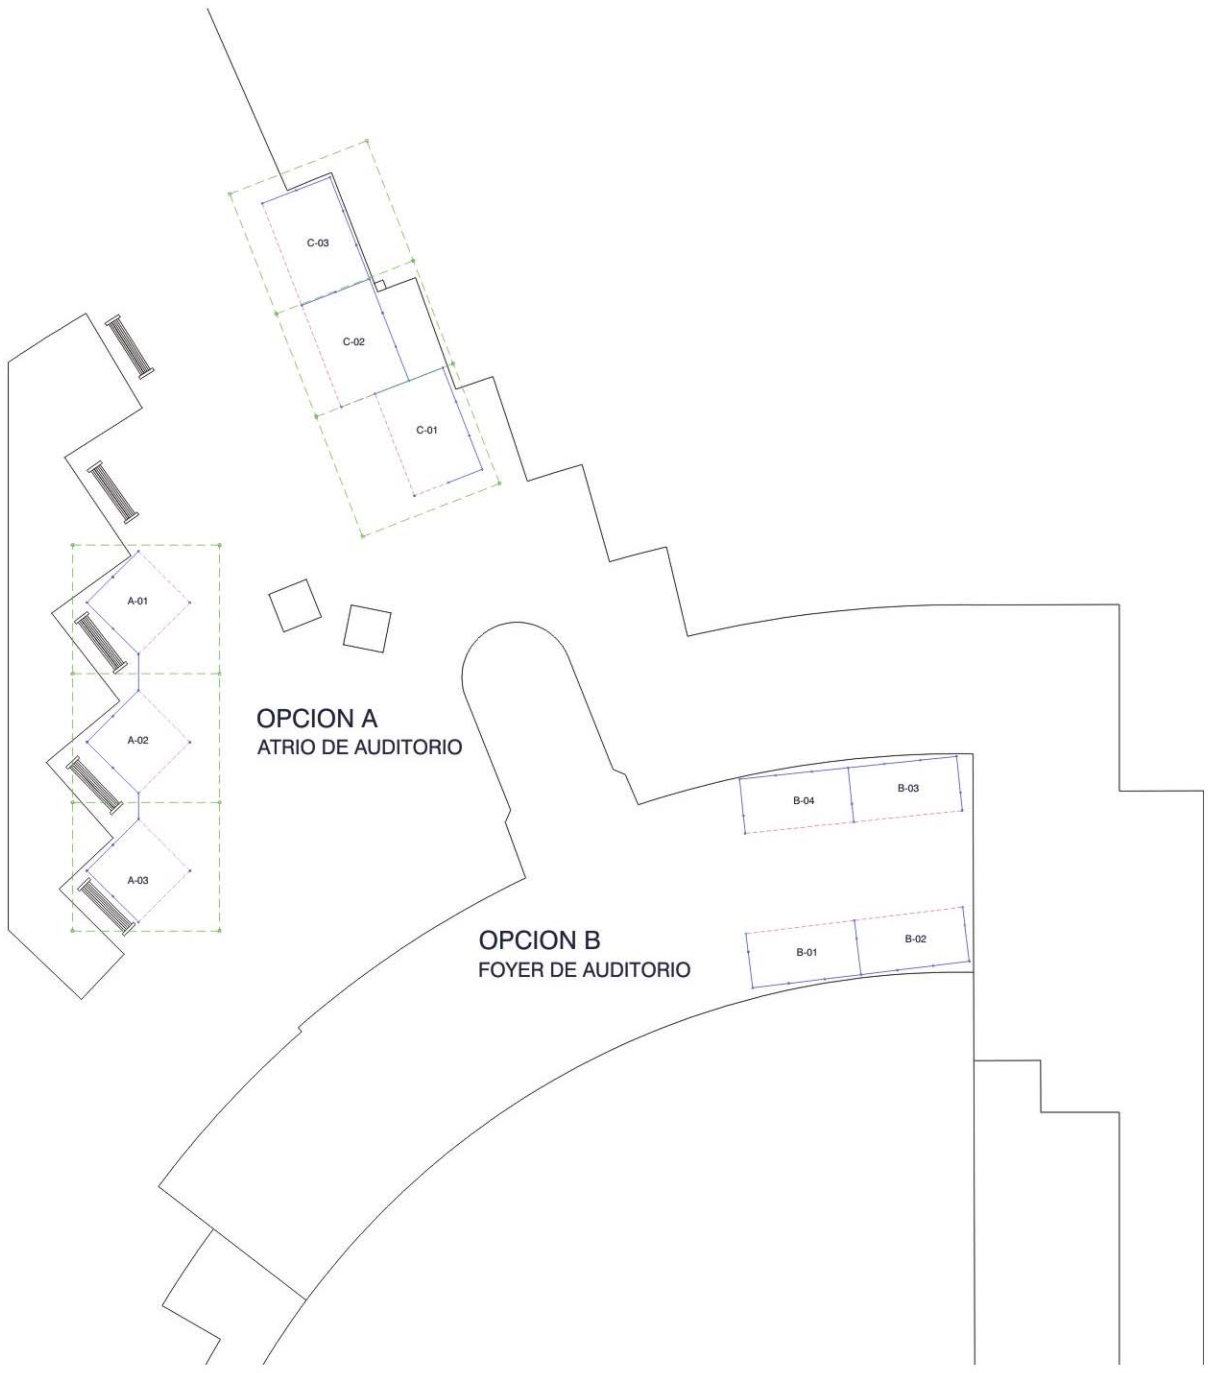 C-03
C-02
C-01
A-01
A-02
A-03
OPCION A
ATRIO DE AUDITORIO
B-04
B-03
OPCION B
FOYER DE AUDITORIO
B-01
B-02